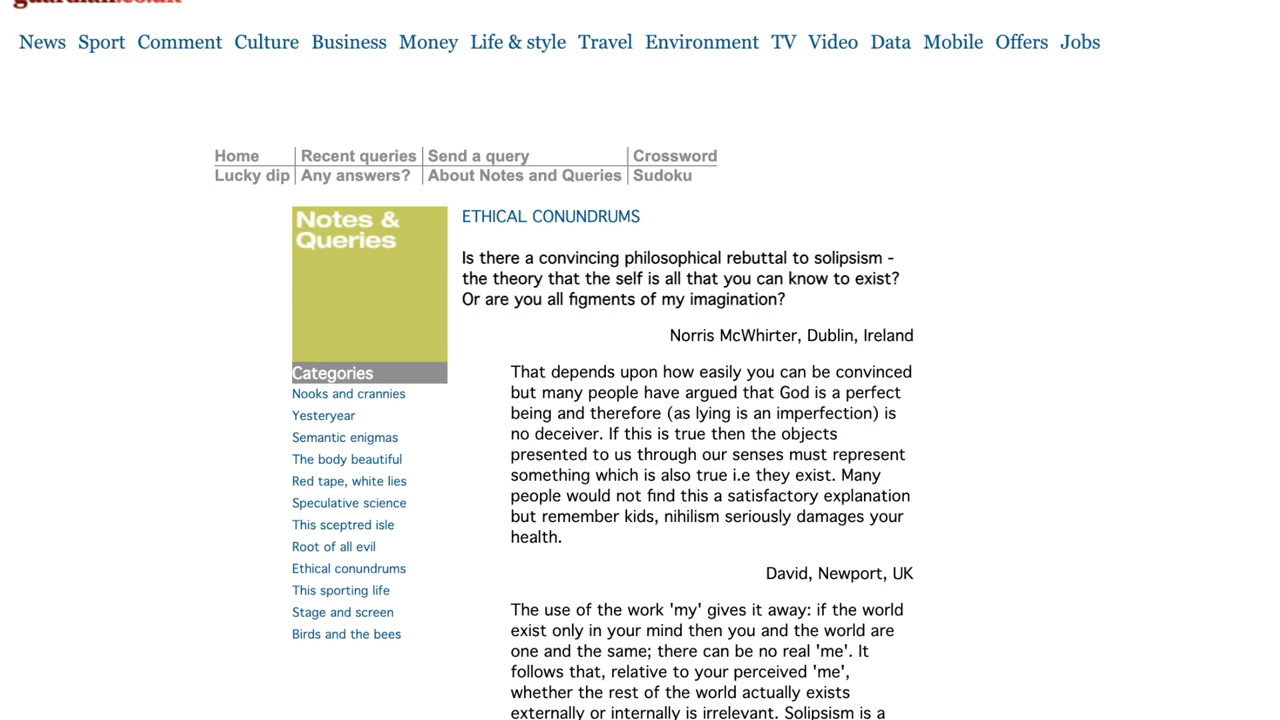 guardian.co.uk
News Sport Comment Culture Business Money Life & style Travel Environment TV Video Data Mobile Offers Jobs
Home Recent queries Send a query Crossword
Lucky dip Any answers? About Notes and Queries Sudoku
Notes &
Queries
Categories
Nooks and crannies
Yesteryear
Semantic enigmas
The body beautiful
Red tape, white lies
Speculative science
This sceptred isle
Root of all evil
Ethical conundrums
This sporting life
Stage and screen
Birds and the bees
ETHICAL CONUNDRUMS
Is there a convincing philosophical rebuttal to solipsism -
the theory that the self is all that you can know to exist?
Or are you all figments of my imagination?
Norris McWhirter, Dublin, Ireland
That depends upon how easily you can be convinced
but many people have argued that God is a perfect
being and therefore (as lying is an imperfection) is
no deceiver. If this is true then the objects
presented to us through our senses must represent
something which is also true i.e they exist. Many
people would not find this a satisfactory explanation
but remember kids, nihilism seriously damages your
health.
David, Newport, UK
The use of the work 'my' gives it away: if the world
exist only in your mind then you and the world are
one and the same; there can be no real 'me'. It
follows that, relative to your perceived 'me',
whether the rest of the world actually exists
externally or internally is irrelevant. Solipsism is a